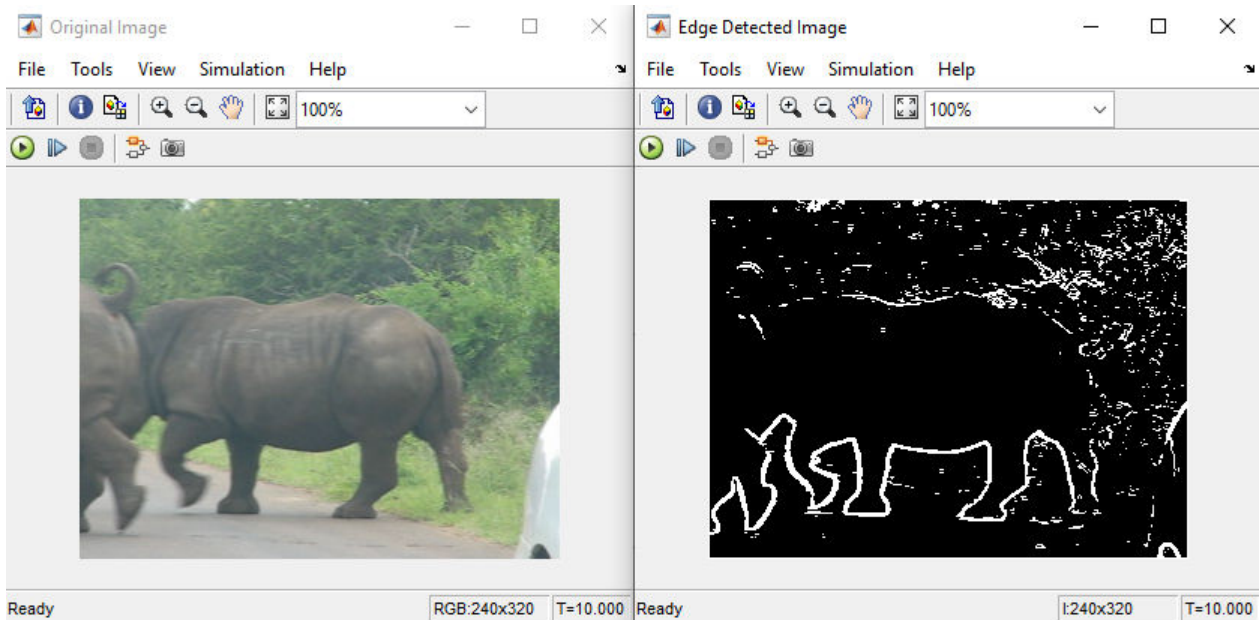 Original Image
File Tools View Simulation Help
100%
Ready RGB:240x320 T=10.000
Edge Detected Image
File Tools View Simulation Help
100%
Ready I:240x320 T=10.000